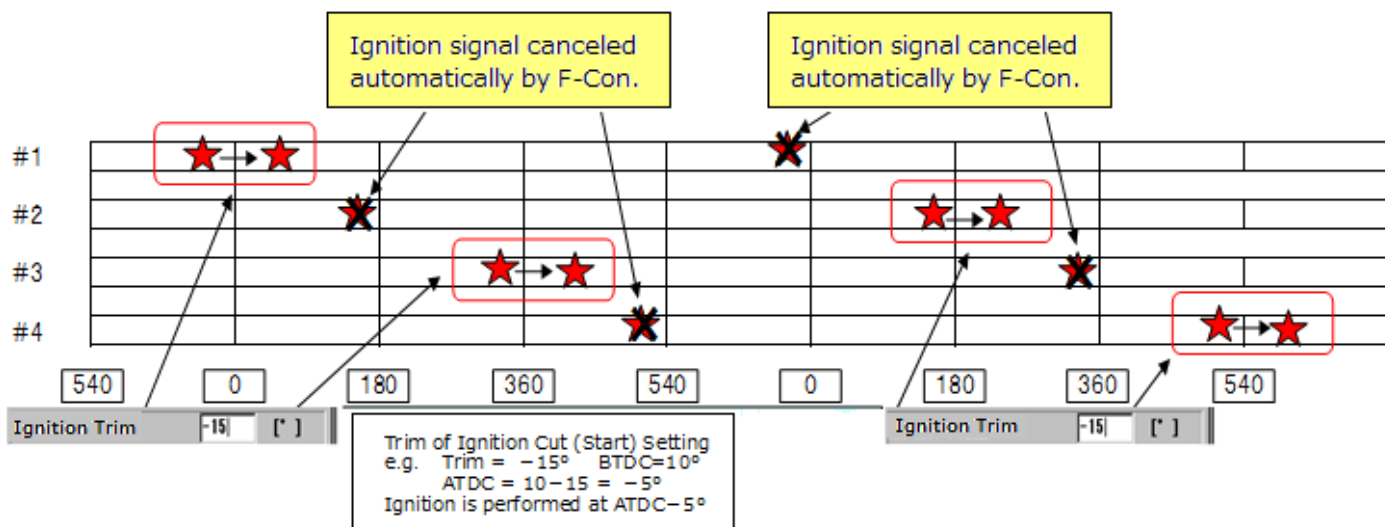 Ignition signal canceled
automatically by F-Con.
Ignition signal canceled
automatically by F-Con.
#1
#2
#3
#4
540 0 180 360 540 0 180 360 540
Ignition Trim -15 [° ]
Ignition Trim -15 [° ]
Trim of Ignition Cut (Start) Setting
e.g. Trim = −15° BTDC=10°
ATDC = 10−15 = −5°
Ignition is performed at ATDC−5°